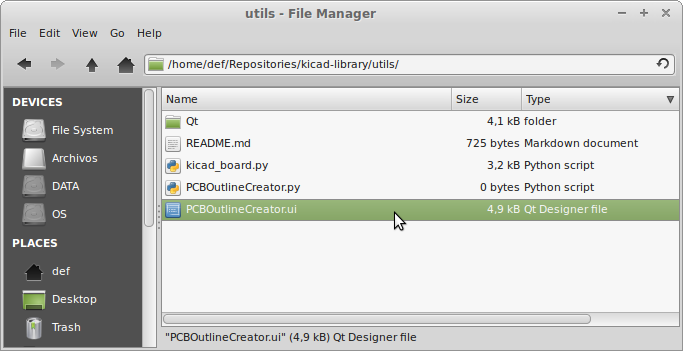 utils - File Manager
File Edit View Go Help
/home/def/Repositories/kicad-library/utils/
DEVICES
File System
Archivos
DATA
OS
PLACES
def
Desktop
Trash
Name Size Type
Qt 4,1 kB folder
README.md 725 bytes Markdown document
kicad_board.py 3,2 kB Python script
PCBOutlineCreator.py 0 bytes Python script
PCBOutlineCreator.ui 4,9 kB Qt Designer file
"PCBOutlineCreator.ui" (4,9 kB) Qt Designer file